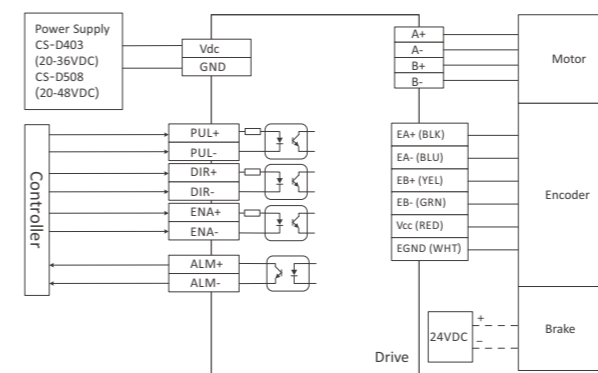 Power Supply
CS-D403
(20-36VDC)
CS-D508
(20-48VDC)
Vdc
GND
A+
A-
B+
B-
Motor
Controller
PUL+
PUL-
DIR+
DIR-
ENA+
ENA-
ALM+
ALM-
EA+ (BLK)
EA- (BLU)
EB+ (YEL)
EB- (GRN)
Vcc (RED)
EGND (WHT)
Encoder
24VDC
+
−
Brake
Drive